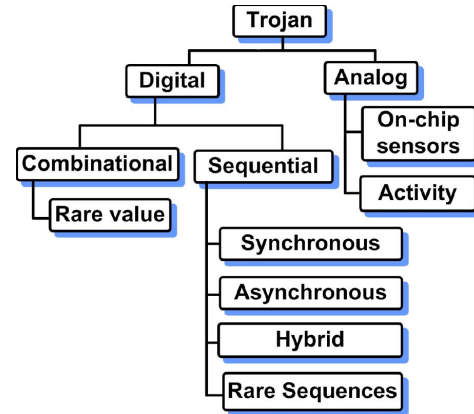 Trojan
Digital
Analog
On-chip
sensors
Combinational
Sequential
Activity
Rare value
Synchronous
Asynchronous
Hybrid
Rare Sequences